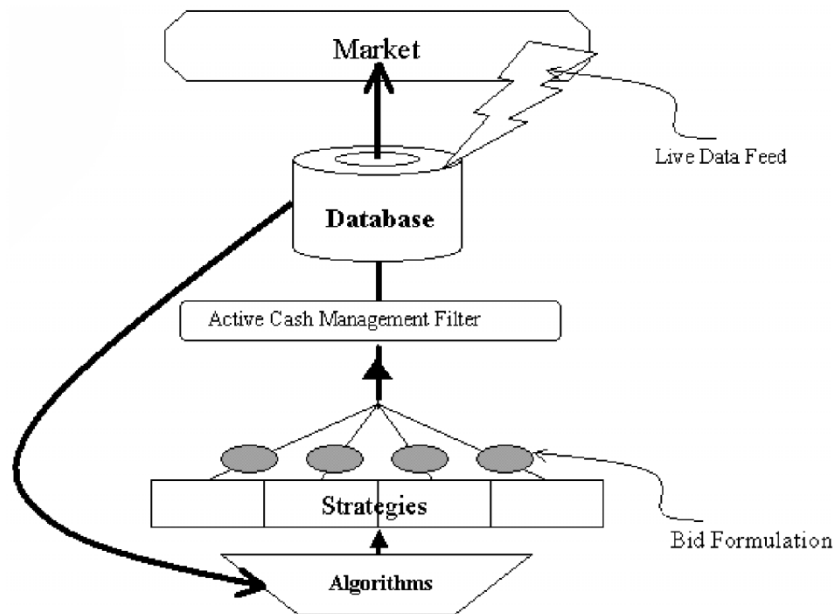 Market
Live Data Feed
Database
Active Cash Management Filter
Strategies
Bid Formulation
Algorithms